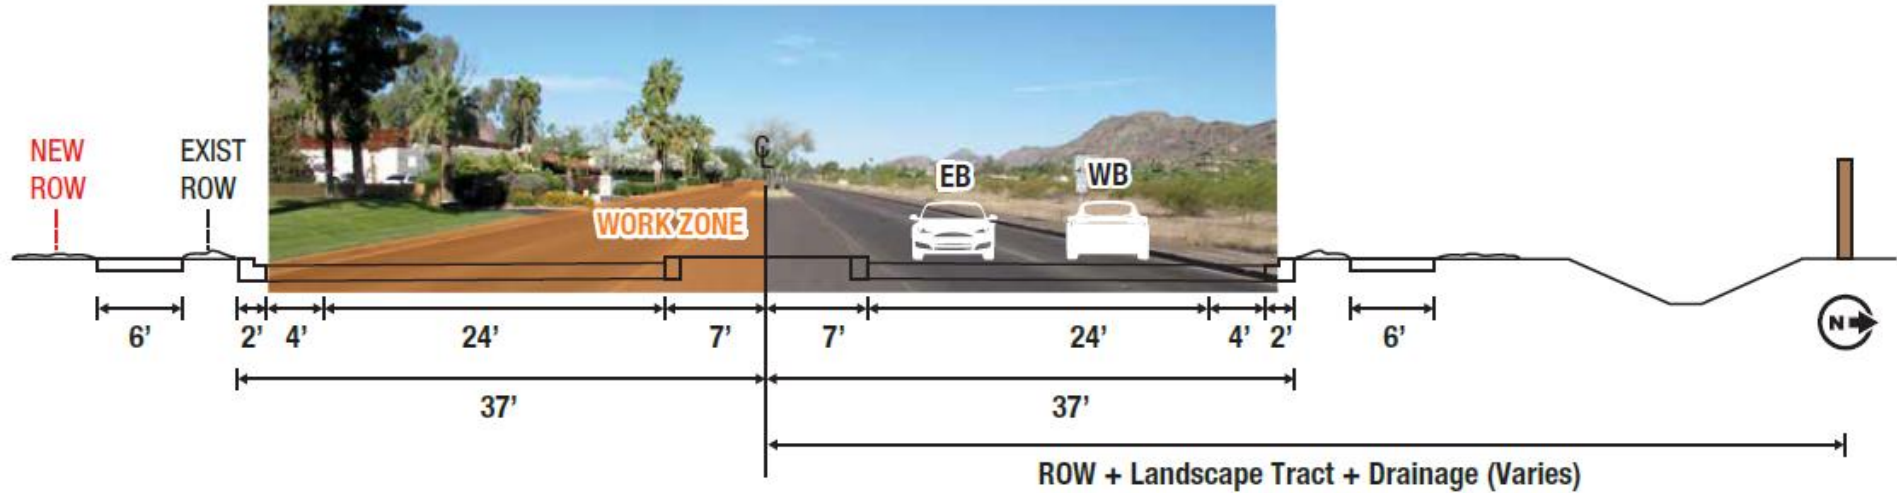 NEW
ROW
EXIST
ROW
℄
EB
WB
WORK ZONE
6’
2’
4’
24’
7’
7’
24’
4’
2’
6’
N
37’
37’
ROW + Landscape Tract + Drainage (Varies)